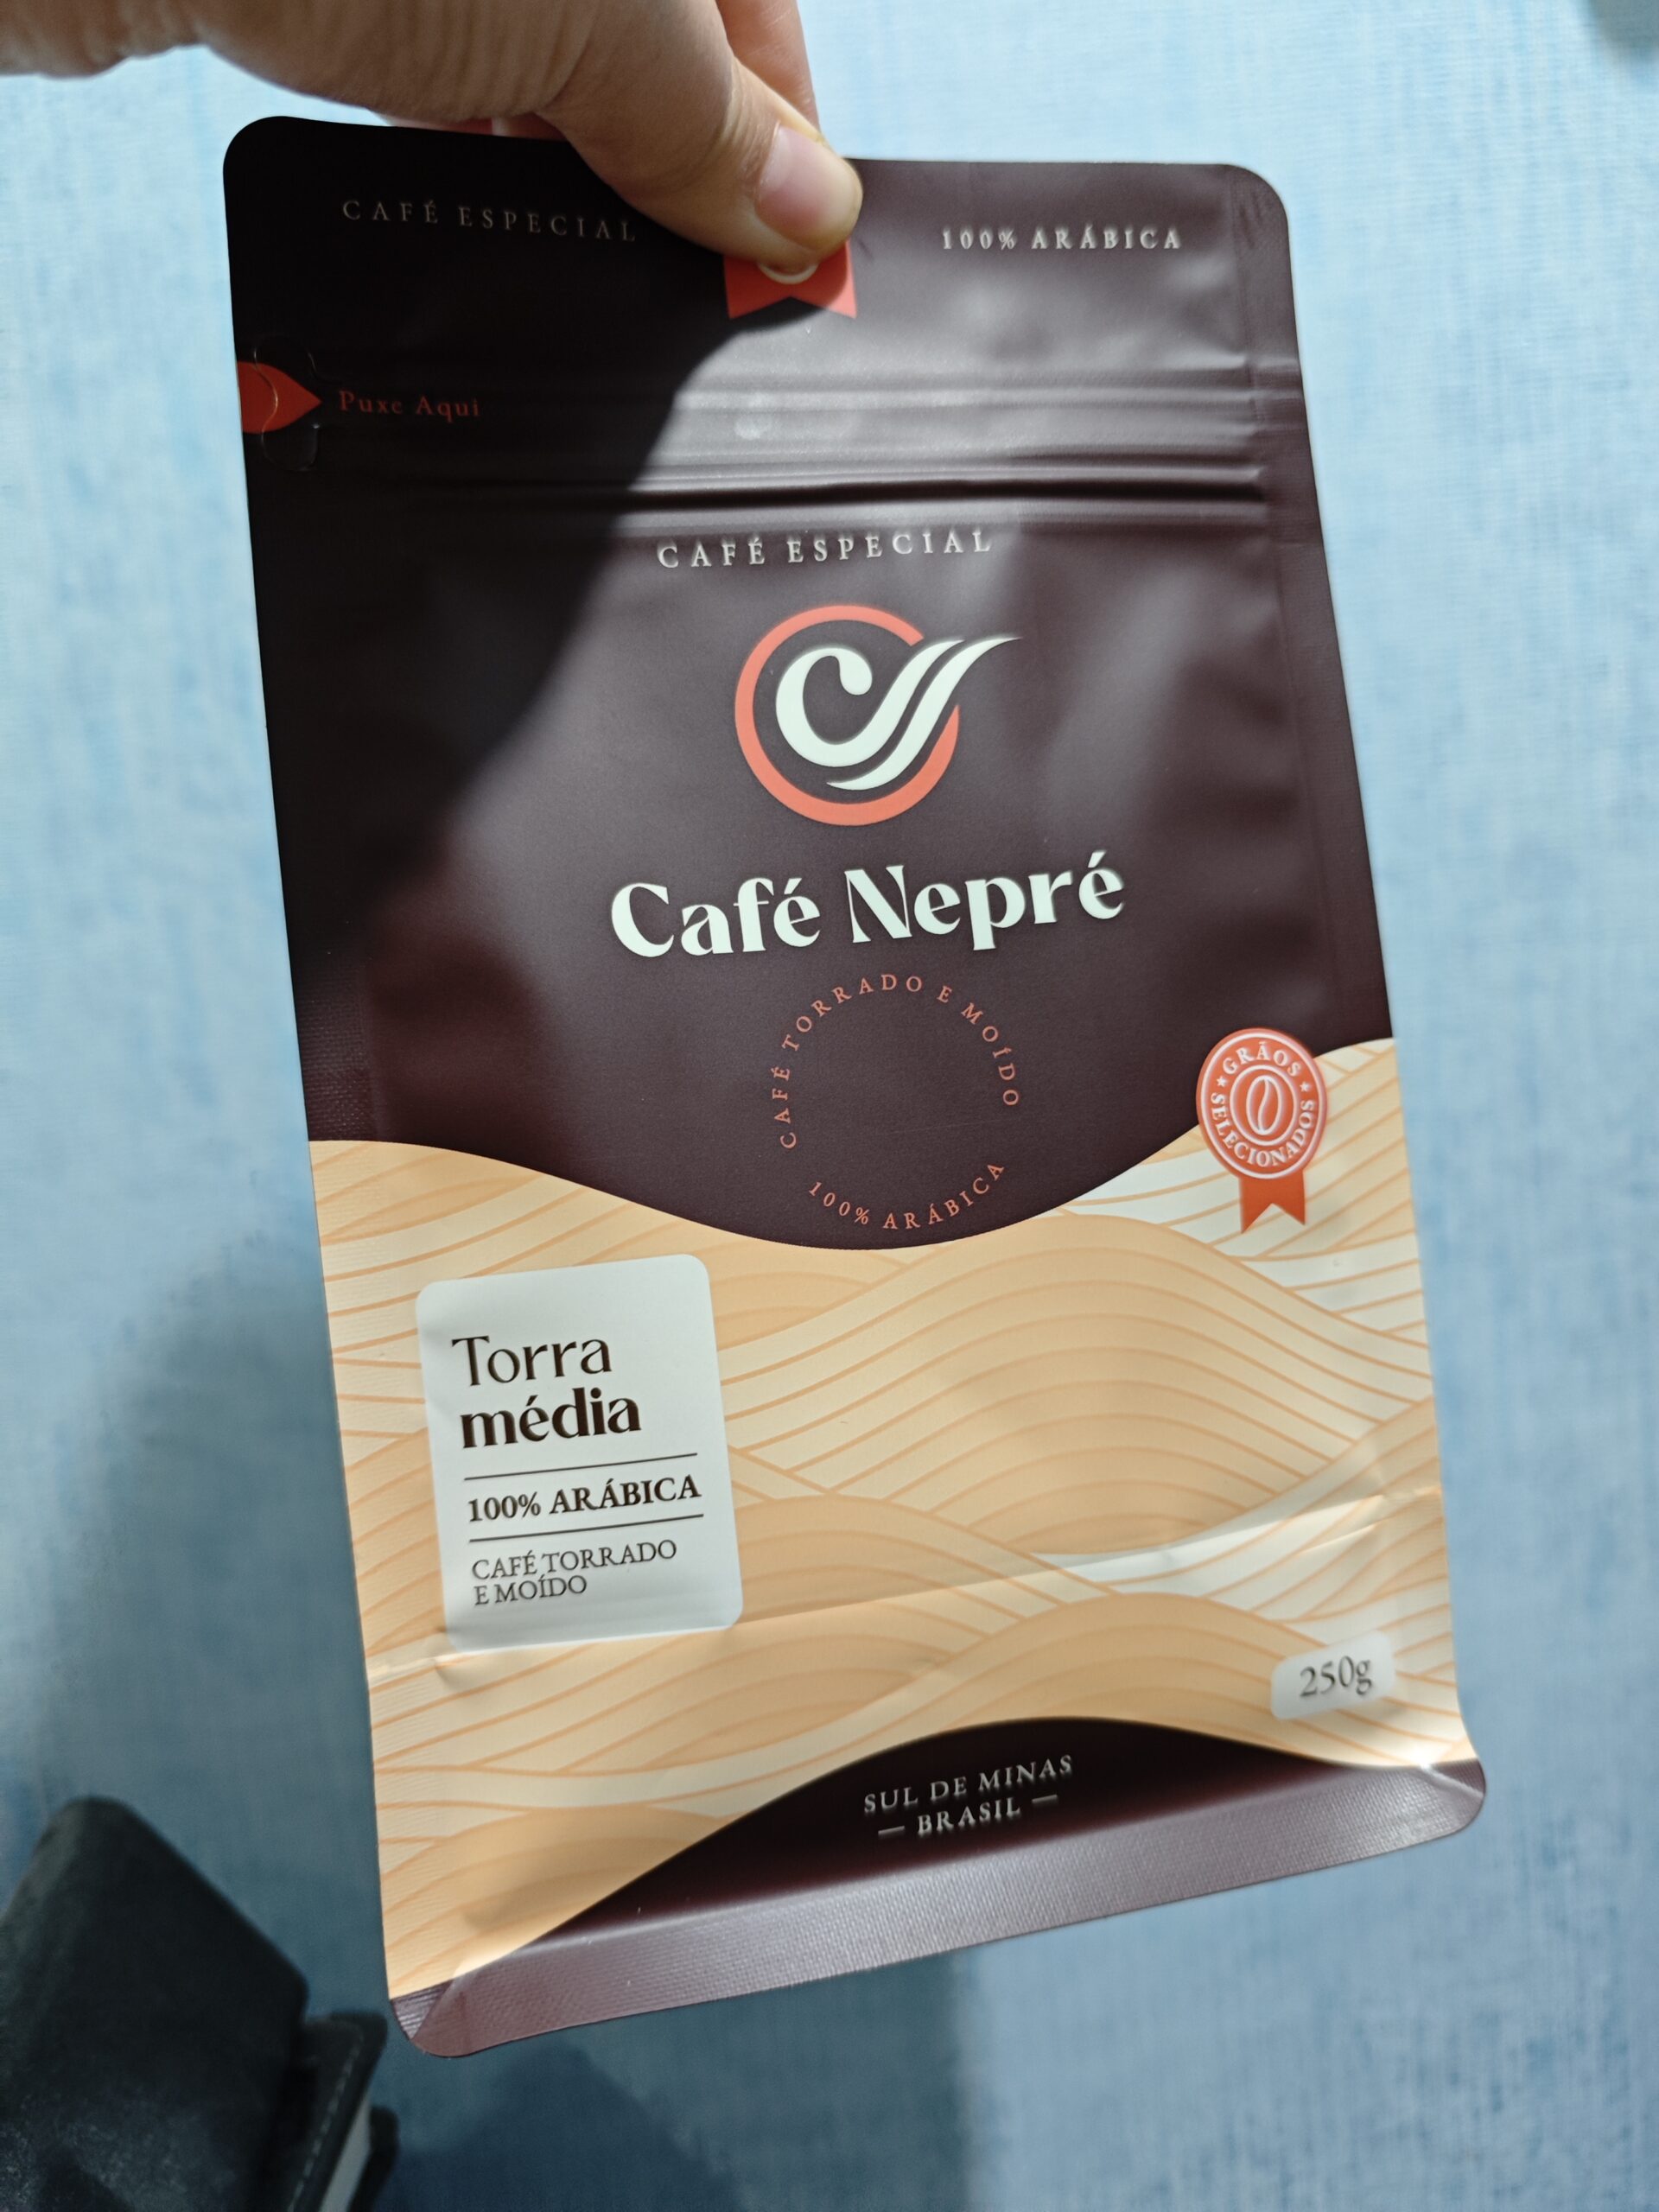 CAFÉ ESPECIAL
100% ARÁBICA
Puxe Aqui
CAFÉ ESPECIAL
Café Nepré
CAFÉ TORRADO E MOÍDO
100% ARÁBICA
GRÃOS
SELECIONADOS
Torra
média
100% ARÁBICA
CAFÉ TORRADO
E MOÍDO
250g
SUL DE MINAS
— BRASIL —